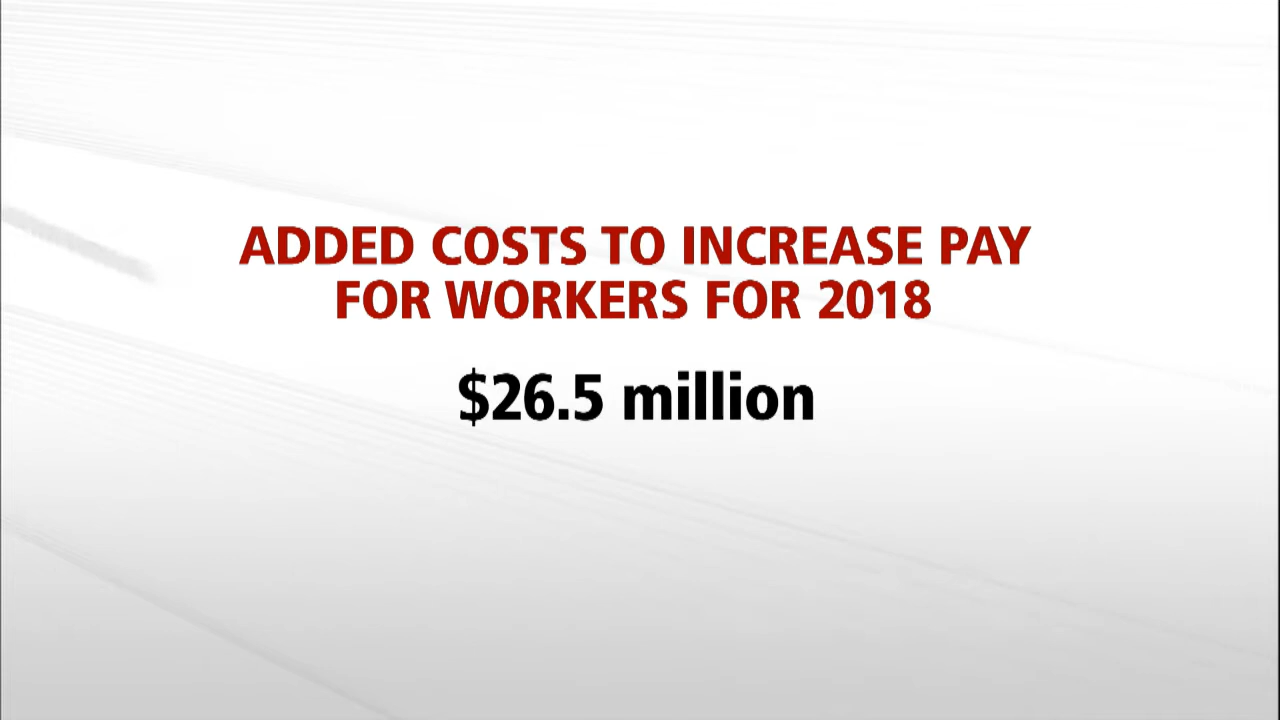 ADDED COSTS TO INCREASE PAY
FOR WORKERS FOR 2018
$26.5 million